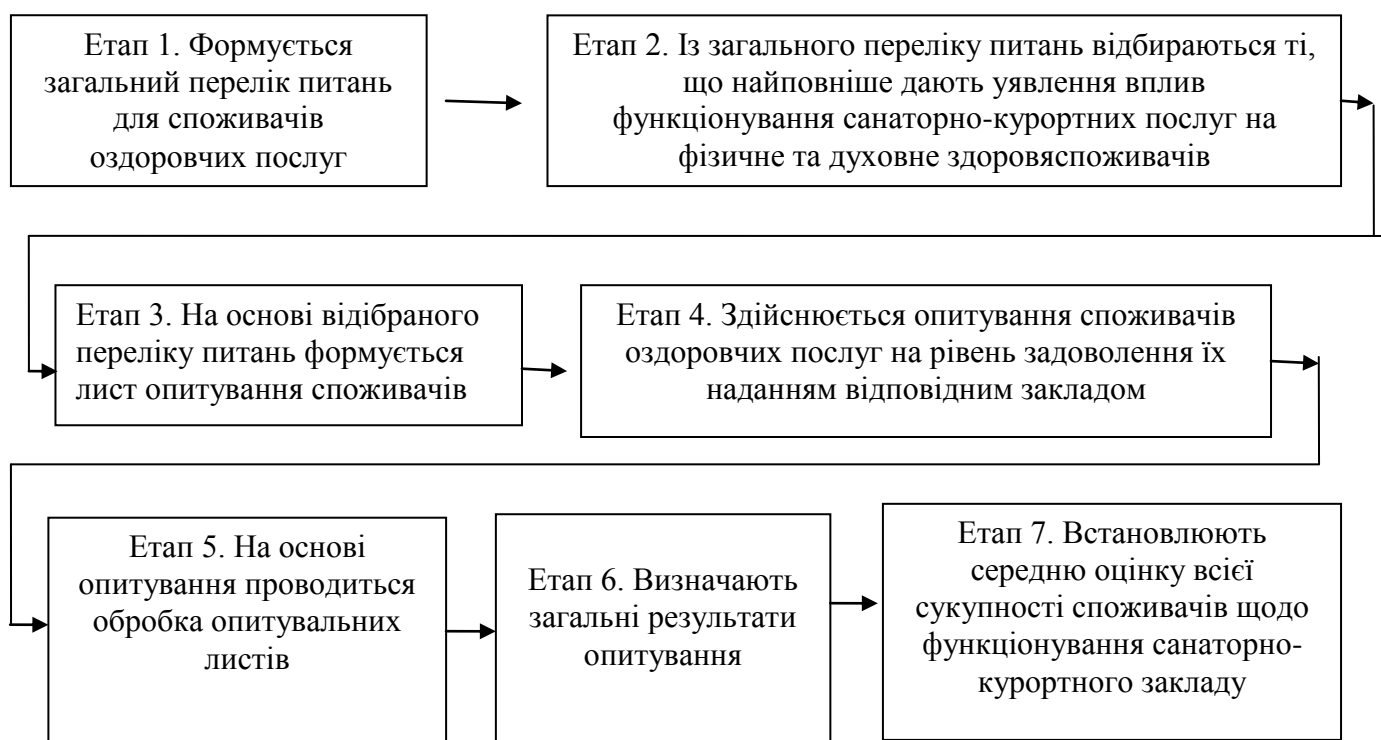 Етап 1. Формується
загальний перелік питань
для споживачів
оздоровчих послуг
Етап 2. Із загального переліку питань відбираються ті,
що найповніше дають уявлення вплив
функціонування санаторно-курортних послуг на
фізичне та духовне здоровяспоживачів
Етап 3. На основі відібраного
переліку питань формується
лист опитування споживачів
Етап 4. Здійснюється опитування споживачів
оздоровчих послуг на рівень задоволення їх
наданням відповідним закладом
Етап 5. На основі
опитування проводиться
обробка опитувальних
листів
Етап 6. Визначають
загальні результати
опитування
Етап 7. Встановлюють
середню оцінку всієї
сукупності споживачів щодо
функціонування санаторно-
курортного закладу